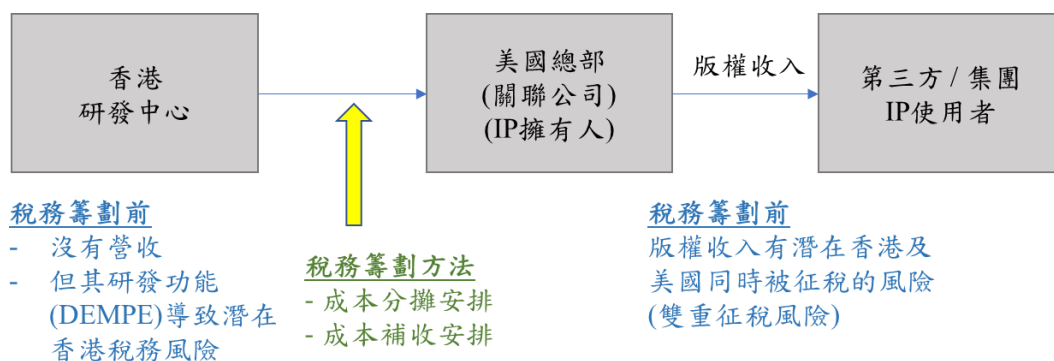 香港
研發中心
美國總部
(關聯公司)
(IP擁有人)
版權收入
第三方 / 集團
IP使用者
稅務籌劃前
- 沒有營收
- 但其研發功能
(DEMPE)導致潛在
香港稅務風險
稅務籌劃方法
- 成本分攤安排
- 成本補收安排
稅務籌劃前
版權收入有潛在香港及
美國同時被征稅的風險
(雙重征稅風險)